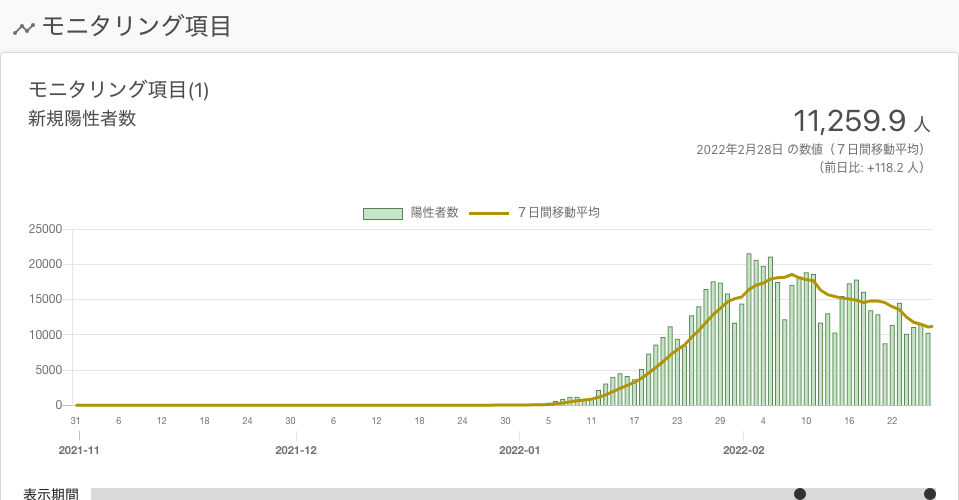 モニタリング項目
モニタリング項目(1)
新規陽性者数
11,259.9 人
2022年2月28日 の数値（７日間移動平均）
（前日比: +118.2 人）
陽性者数 ７日間移動平均
25000
20000
15000
10000
5000
0
31 6 12 18 24 30 6 12 18 24 30 5 11 17 23 29 4 10 16 22
2021-11 2021-12 2022-01 2022-02
表示期間